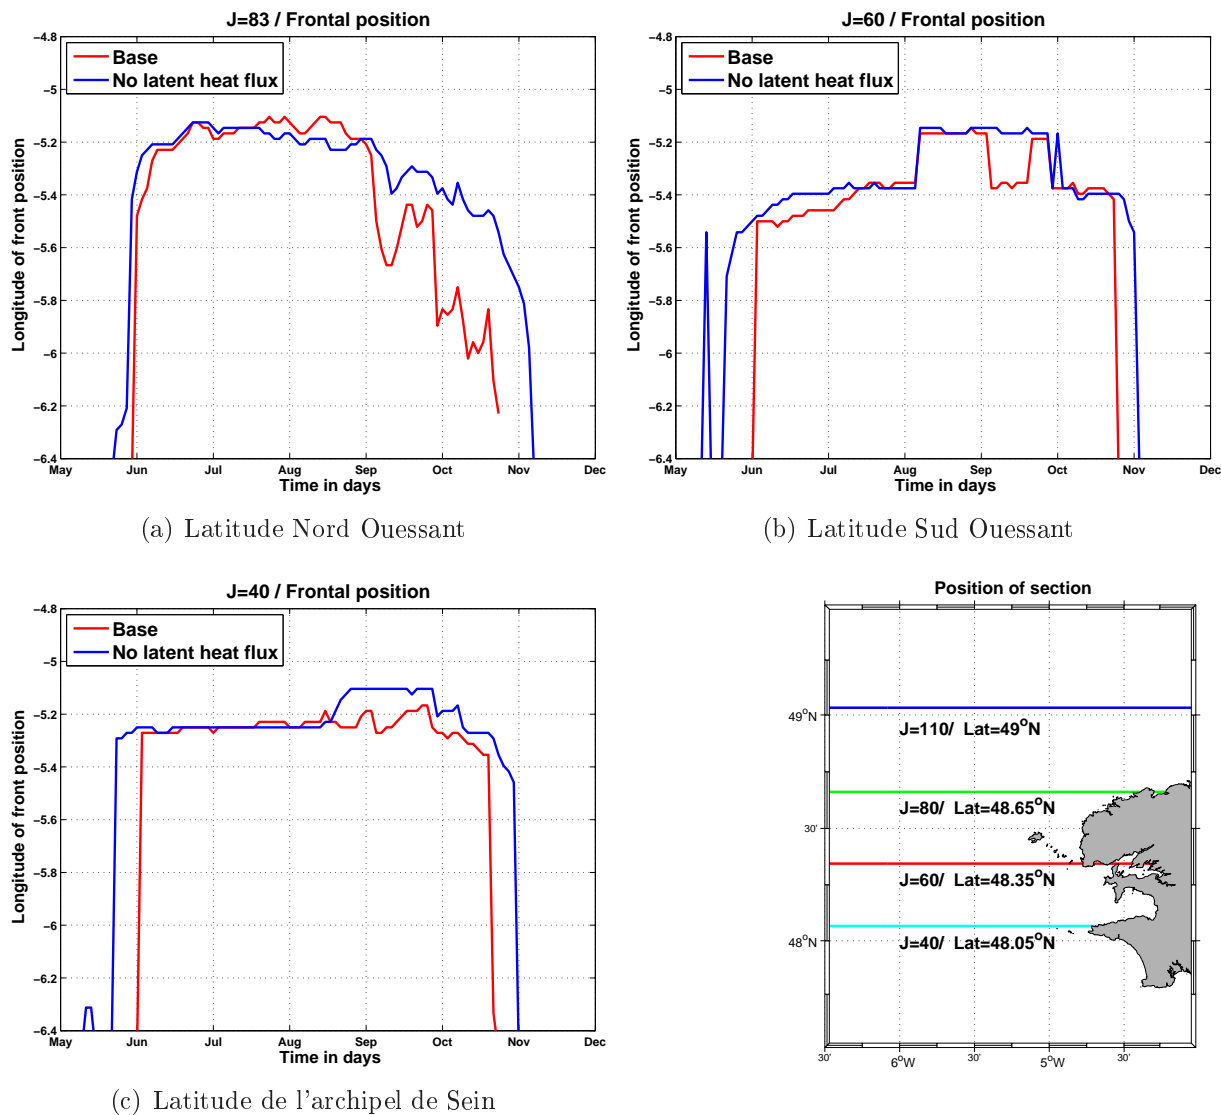 J=83 / Frontal position
Base
No latent heat flux
Longitude of front position
−4.8
−5
−5.2
−5.4
−5.6
−5.8
−6
−6.2
−6.4
May Jun Jul Aug Sep Oct Nov Dec
Time in days
(a) Latitude Nord Ouessant
J=60 / Frontal position
Base
No latent heat flux
Longitude of front position
−4.8
−5
−5.2
−5.4
−5.6
−5.8
−6
−6.2
−6.4
May Jun Jul Aug Sep Oct Nov Dec
Time in days
(b) Latitude Sud Ouessant
J=40 / Frontal position
Base
No latent heat flux
Longitude of front position
−4.8
−5
−5.2
−5.4
−5.6
−5.8
−6
−6.2
−6.4
May Jun Jul Aug Sep Oct Nov Dec
Time in days
(c) Latitude de l'archipel de Sein
Position of section
49°N
J=110/ Lat=49°N
J=80/ Lat=48.65°N
30'
J=60/ Lat=48.35°N
J=40/ Lat=48.05°N
48°N
30' 6°W 30' 5°W 30'